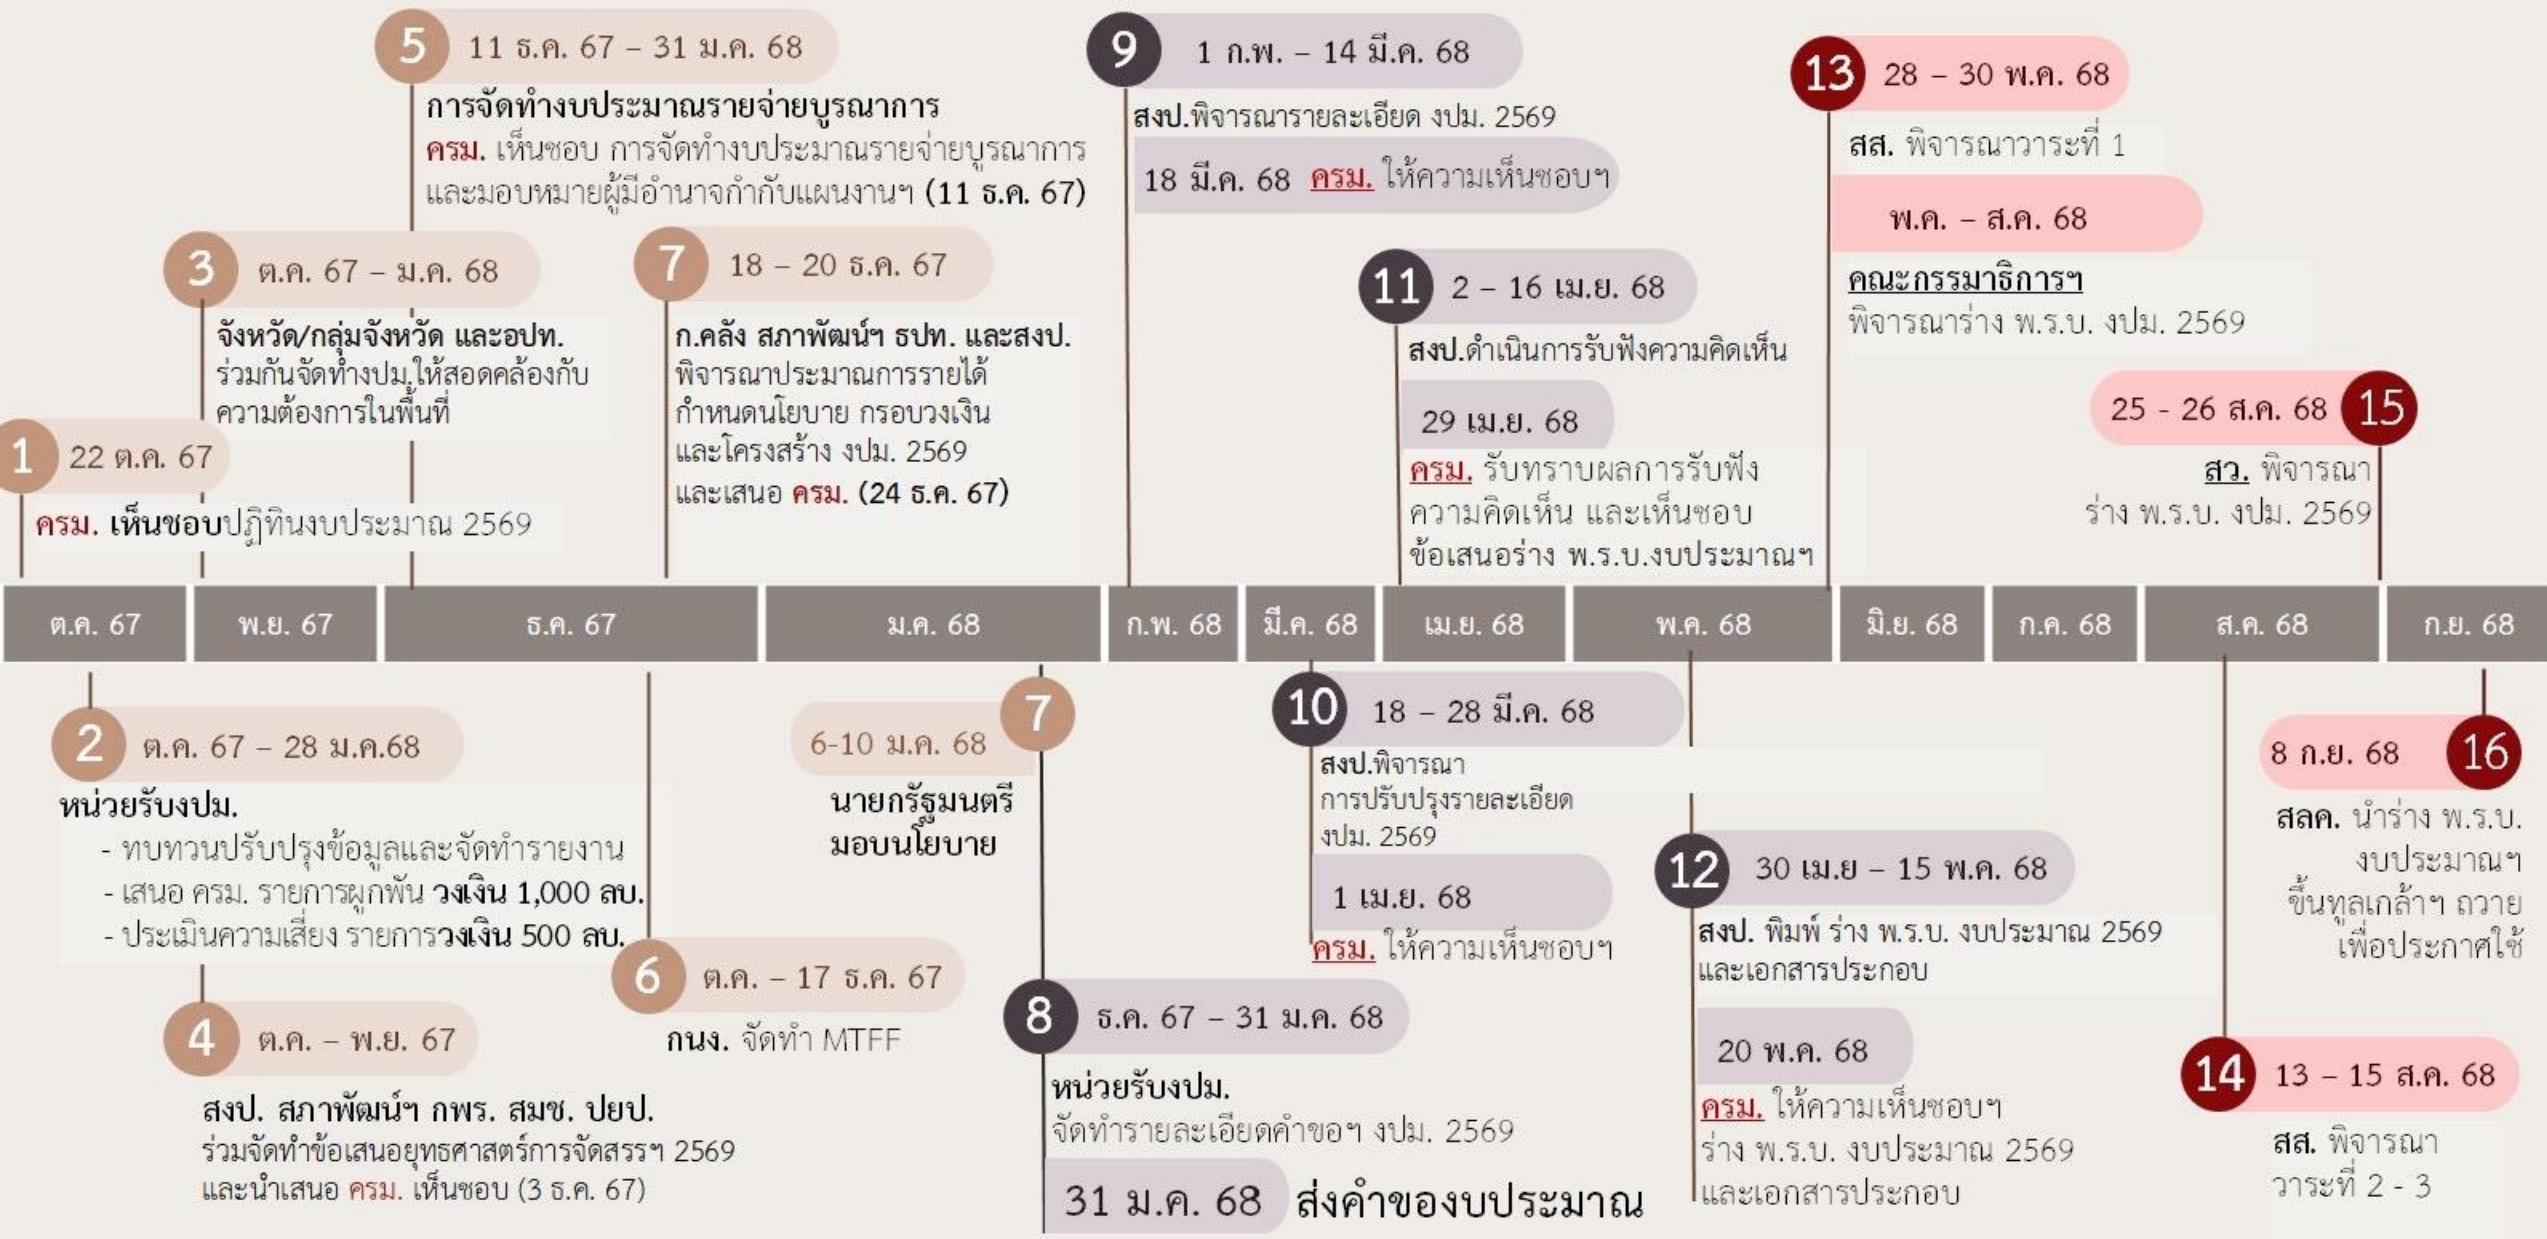 5
11 ธ.ค. 67 – 31 ม.ค. 68
การจัดทำงบประมาณรายจ่ายบูรณาการ
ครม. เห็นชอบ การจัดทำงบประมาณรายจ่ายบูรณาการ
และมอบหมายผู้มีอำนาจกำกับแผนงานฯ (11 ธ.ค. 67)
3
ต.ค. 67 – ม.ค. 68
จังหวัด/กลุ่มจังหวัด และอปท.
ร่วมกันจัดทำงปม.ให้สอดคล้องกับ
ความต้องการในพื้นที่
7
18 – 20 ธ.ค. 67
ก.คลัง สภาพัฒน์ฯ ธปท. และสงป.
พิจารณาประมาณการรายได้
กำหนดนโยบาย กรอบวงเงิน
และโครงสร้าง งปม. 2569
และเสนอ ครม. (24 ธ.ค. 67)
1
22 ต.ค. 67
ครม. เห็นชอบปฏิทินงบประมาณ 2569
9
1 ก.พ. – 14 มี.ค. 68
สงป.พิจารณารายละเอียด งปม. 2569
18 มี.ค. 68 ครม. ให้ความเห็นชอบฯ
11
2 – 16 เม.ย. 68
สงป.ดำเนินการรับฟังความคิดเห็น
29 เม.ย. 68
ครม. รับทราบผลการรับฟัง
ความคิดเห็น และเห็นชอบ
ข้อเสนอร่าง พ.ร.บ.งบประมาณฯ
13
28 – 30 พ.ค. 68
สส. พิจารณาวาระที่ 1
พ.ค. – ส.ค. 68
คณะกรรมาธิการฯ
พิจารณาร่าง พ.ร.บ. งปม. 2569
25 - 26 ส.ค. 68
15
สว. พิจารณา
ร่าง พ.ร.บ. งปม. 2569
ต.ค. 67
พ.ย. 67
ธ.ค. 67
ม.ค. 68
ก.พ. 68
มี.ค. 68
เม.ย. 68
พ.ค. 68
มิ.ย. 68
ก.ค. 68
ส.ค. 68
ก.ย. 68
2
ต.ค. 67 – 28 ม.ค.68
หน่วยรับงปม.
- ทบทวนปรับปรุงข้อมูลและจัดทำรายงาน
- เสนอ ครม. รายการผูกพัน วงเงิน 1,000 ลบ.
- ประเมินความเสี่ยง รายการวงเงิน 500 ลบ.
4
ต.ค. – พ.ย. 67
สงป. สภาพัฒน์ฯ กพร. สมช. ปยป.
ร่วมจัดทำข้อเสนอยุทธศาสตร์การจัดสรรฯ 2569
และนำเสนอ ครม. เห็นชอบ (3 ธ.ค. 67)
6
ต.ค. – 17 ธ.ค. 67
กนง. จัดทำ MTFF
6-10 ม.ค. 68
7
นายกรัฐมนตรี
มอบนโยบาย
8
ธ.ค. 67 – 31 ม.ค. 68
หน่วยรับงปม.
จัดทำรายละเอียดคำขอฯ งปม. 2569
31 ม.ค. 68 ส่งคำของบประมาณ
10
18 – 28 มี.ค. 68
สงป.พิจารณา
การปรับปรุงรายละเอียด
งปม. 2569
1 เม.ย. 68
ครม. ให้ความเห็นชอบฯ
12
30 เม.ย – 15 พ.ค. 68
สงป. พิมพ์ ร่าง พ.ร.บ. งบประมาณ 2569
และเอกสารประกอบ
20 พ.ค. 68
ครม. ให้ความเห็นชอบฯ
ร่าง พ.ร.บ. งบประมาณ 2569
และเอกสารประกอบ
8 ก.ย. 68
16
สลค. นำร่าง พ.ร.บ.
งบประมาณฯ
ขึ้นทูลเกล้าฯ ถวาย
เพื่อประกาศใช้
14
13 – 15 ส.ค. 68
สส. พิจารณา
วาระที่ 2 - 3